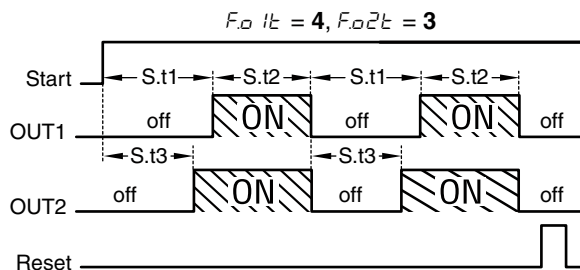 F.o1t = 4, F.o2t = 3
Start S.t1 S.t2 S.t1 S.t2
OUT1 off ON off ON off
S.t3 S.t3
OUT2 off ON off ON off
Reset